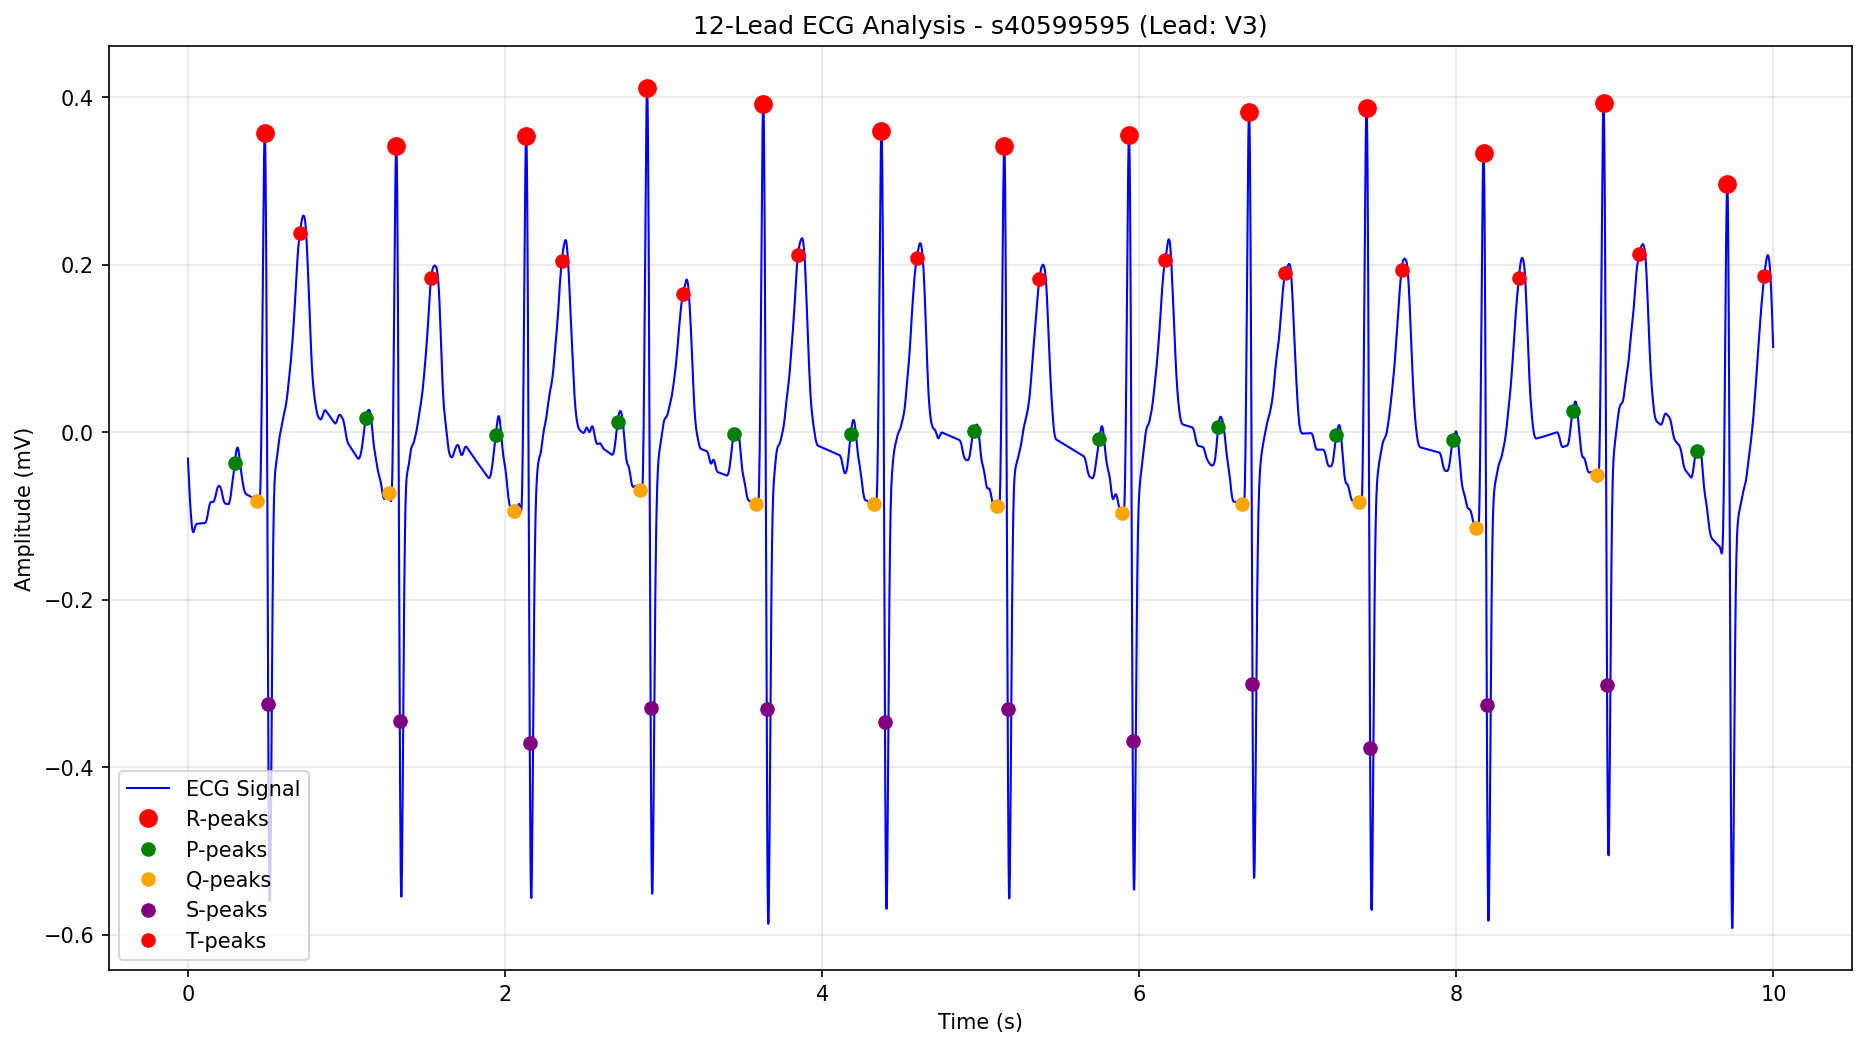 12-Lead ECG Analysis - s40599595 (Lead: V3)
Amplitude (mV)
0.4
0.2
0.0
−0.2
−0.4
−0.6
ECG Signal
R-peaks
P-peaks
Q-peaks
S-peaks
T-peaks
0 2 4 6 8 10
Time (s)